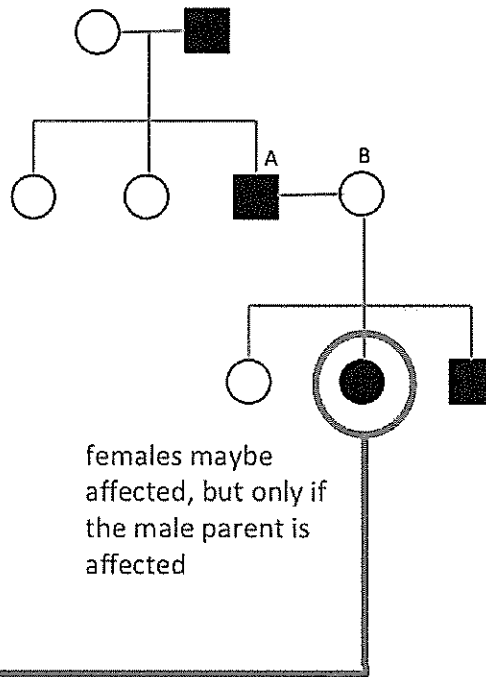 A
B
females maybe
affected, but only if
the male parent is
affected